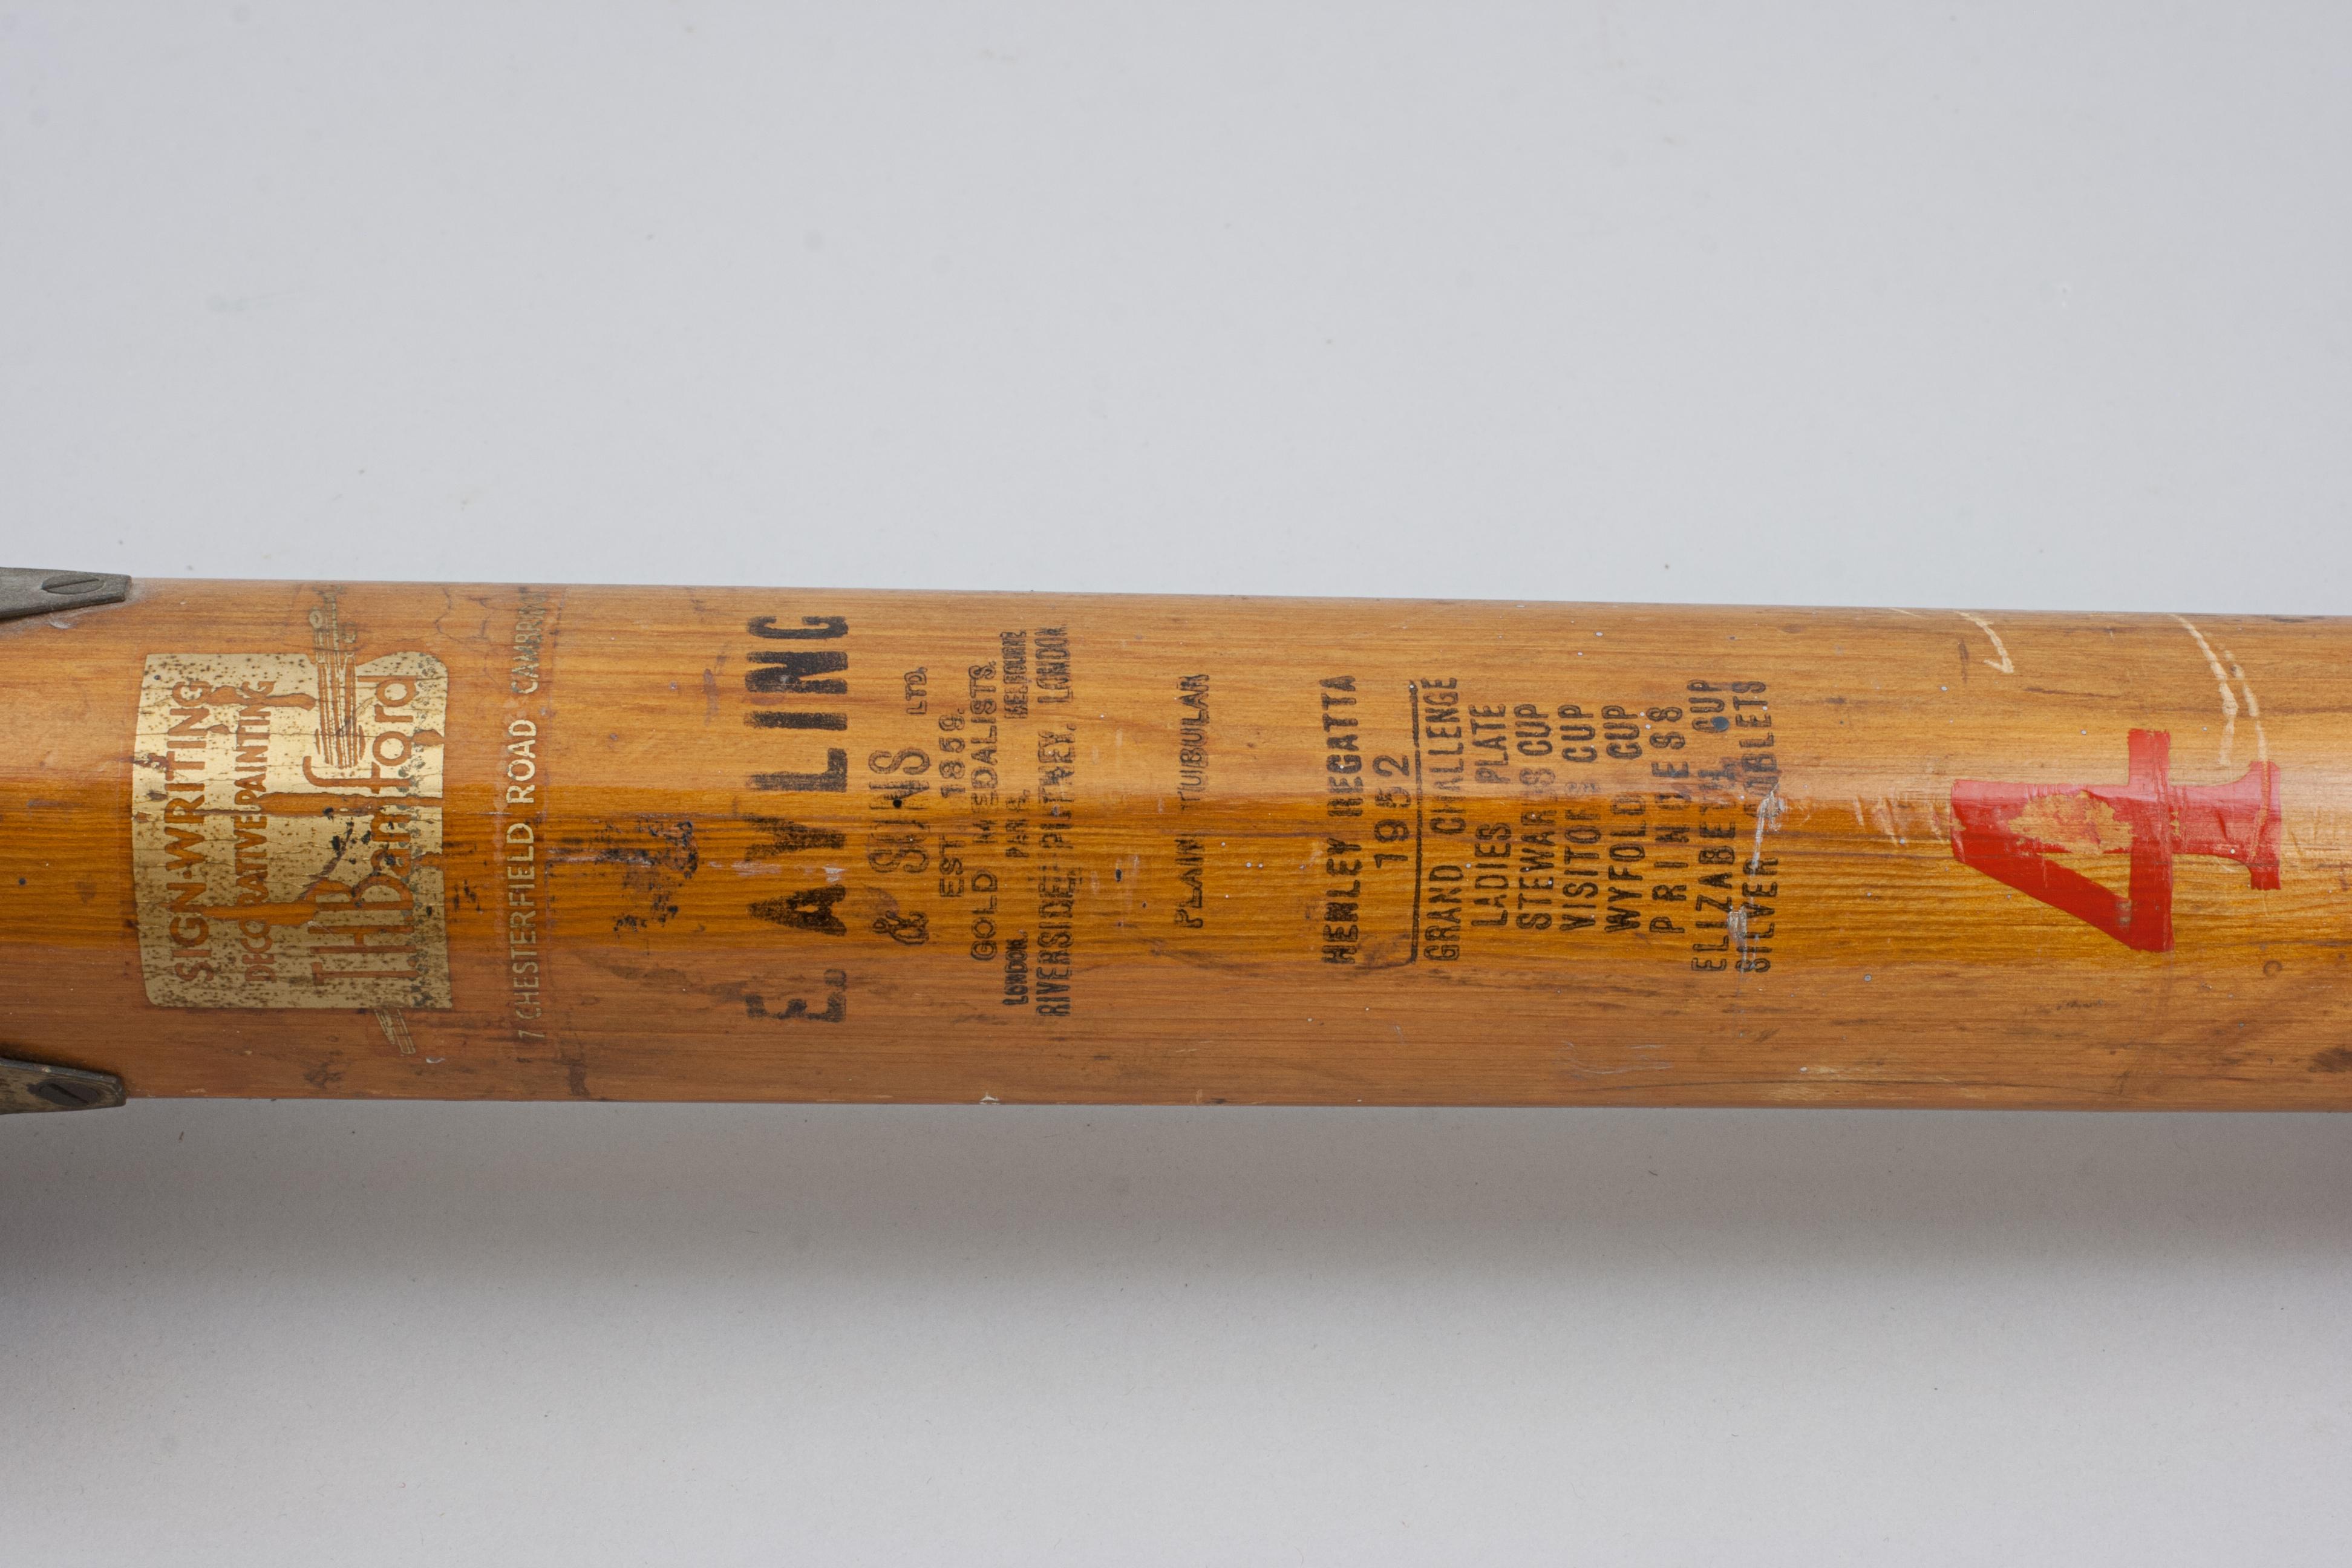 SIGN-WRITING
DECORATIVE PAINTING
7 CHESTERFIELD ROAD CAMBRIDGE
E. AYLING
& SONS LTD.
EST 1859.
GOLD MEDALISTS.
LONDON. PARIS. MELBOURNE
RIVERSIDE, PUTNEY, LONDON
PLAIN TUBULAR
HENLEY REGATTA
1952
GRAND CHALLENGE
LADIES PLATE
STEWARDS CUP
VISITORS CUP
WYFOLD CUP
PRINCESS
ELIZABETH CUP
SILVER GOBLETS
4